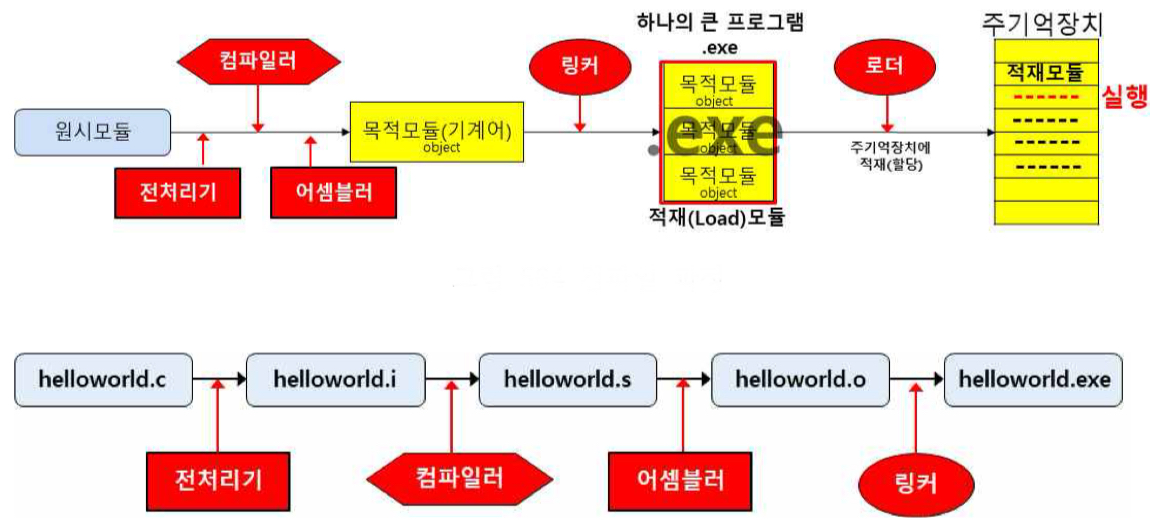 하나의 큰 프로그램
.exe
주기억장치
컴파일러
링커
로더
원시모듈
목적모듈(기계어)
object
목적모듈
object
목적모듈
object
목적모듈
object
.exe
적재(Load)모듈
주기억장치에
적재(할당)
적재모듈
------
실행
------
------
------
전처리기
어셈블러
helloworld.c
helloworld.i
helloworld.s
helloworld.o
helloworld.exe
전처리기
컴파일러
어셈블러
링커